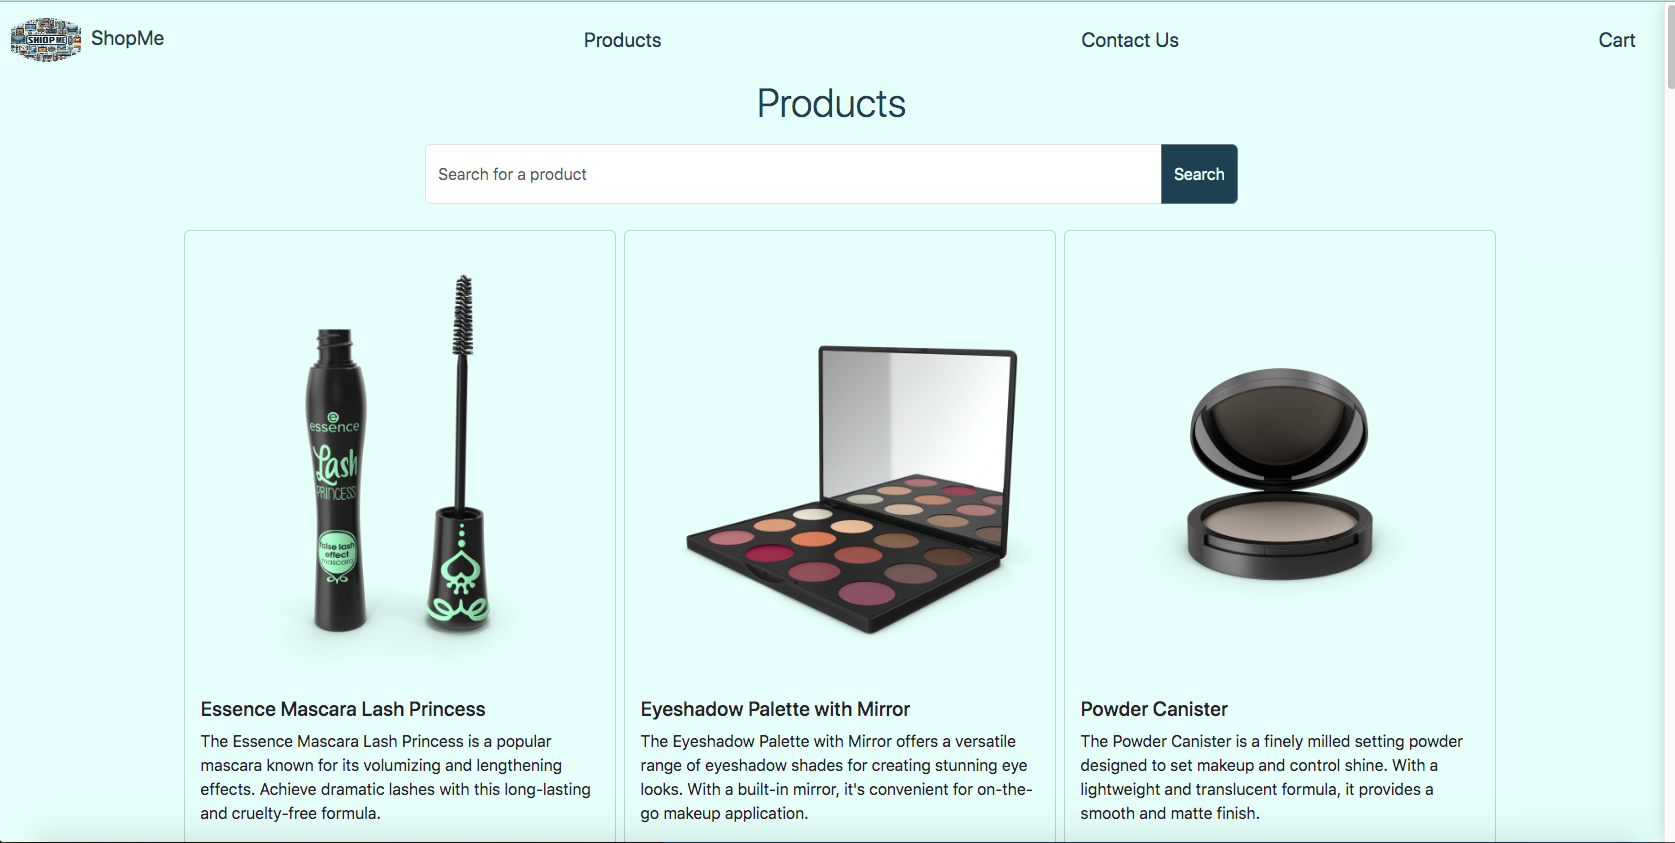 SHIOPME
ShopMe
Products
Contact Us
Cart
Products
Search for a product
Search
essence
Lash
PRINCESS
false lash
effect
mascara
Essence Mascara Lash Princess
The Essence Mascara Lash Princess is a popular
mascara known for its volumizing and lengthening
effects. Achieve dramatic lashes with this long-lasting
and cruelty-free formula.
Eyeshadow Palette with Mirror
The Eyeshadow Palette with Mirror offers a versatile
range of eyeshadow shades for creating stunning eye
looks. With a built-in mirror, it's convenient for on-the-
go makeup application.
Powder Canister
The Powder Canister is a finely milled setting powder
designed to set makeup and control shine. With a
lightweight and translucent formula, it provides a
smooth and matte finish.